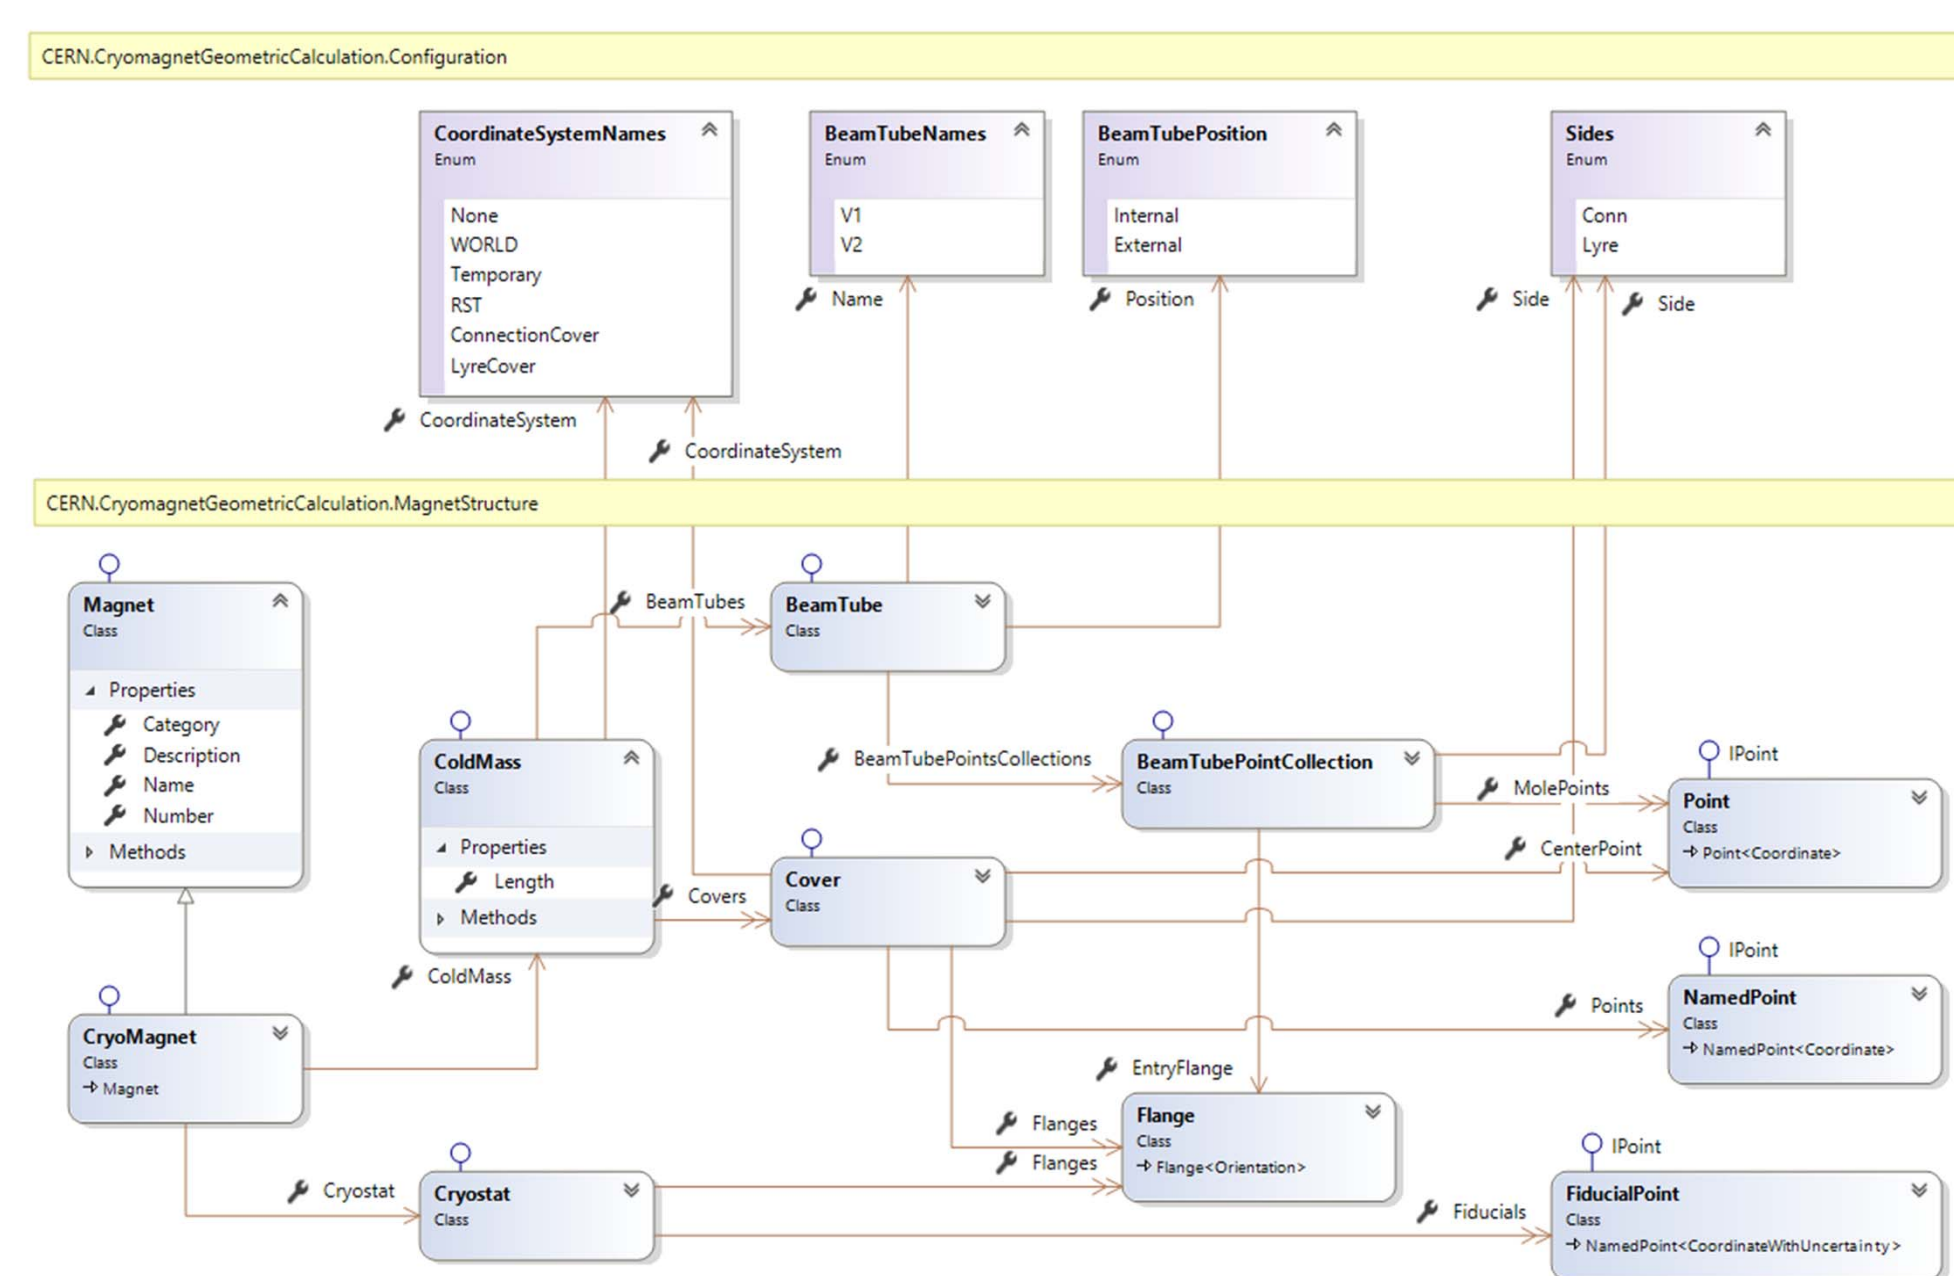 CERN.CryomagnetGeometricCalculation.Configuration
CoordinateSystemNames
Enum
None
WORLD
Temporary
RST
ConnectionCover
LyreCover
BeamTubeNames
Enum
V1
V2
BeamTubePosition
Enum
Internal
External
Sides
Enum
Conn
Lyre
Name
Position
Side
Side
CoordinateSystem
CoordinateSystem
CERN.CryomagnetGeometricCalculation.MagnetStructure
Magnet
Class
Properties
Category
Description
Name
Number
Methods
BeamTubes
BeamTube
Class
ColdMass
Class
Properties
Length
Methods
BeamTubePointsCollections
BeamTubePointCollection
Class
MolePoints
IPoint
Point
Class
Point<Coordinate>
CenterPoint
Covers
Cover
Class
ColdMass
IPoint
NamedPoint
Class
NamedPoint<Coordinate>
Points
CryoMagnet
Class
Magnet
EntryFlange
Flanges
Flanges
Flange
Class
Flange<Orientation>
Cryostat
Cryostat
Class
Fiducials
IPoint
FiducialPoint
Class
NamedPoint<CoordinateWithUncertainty>